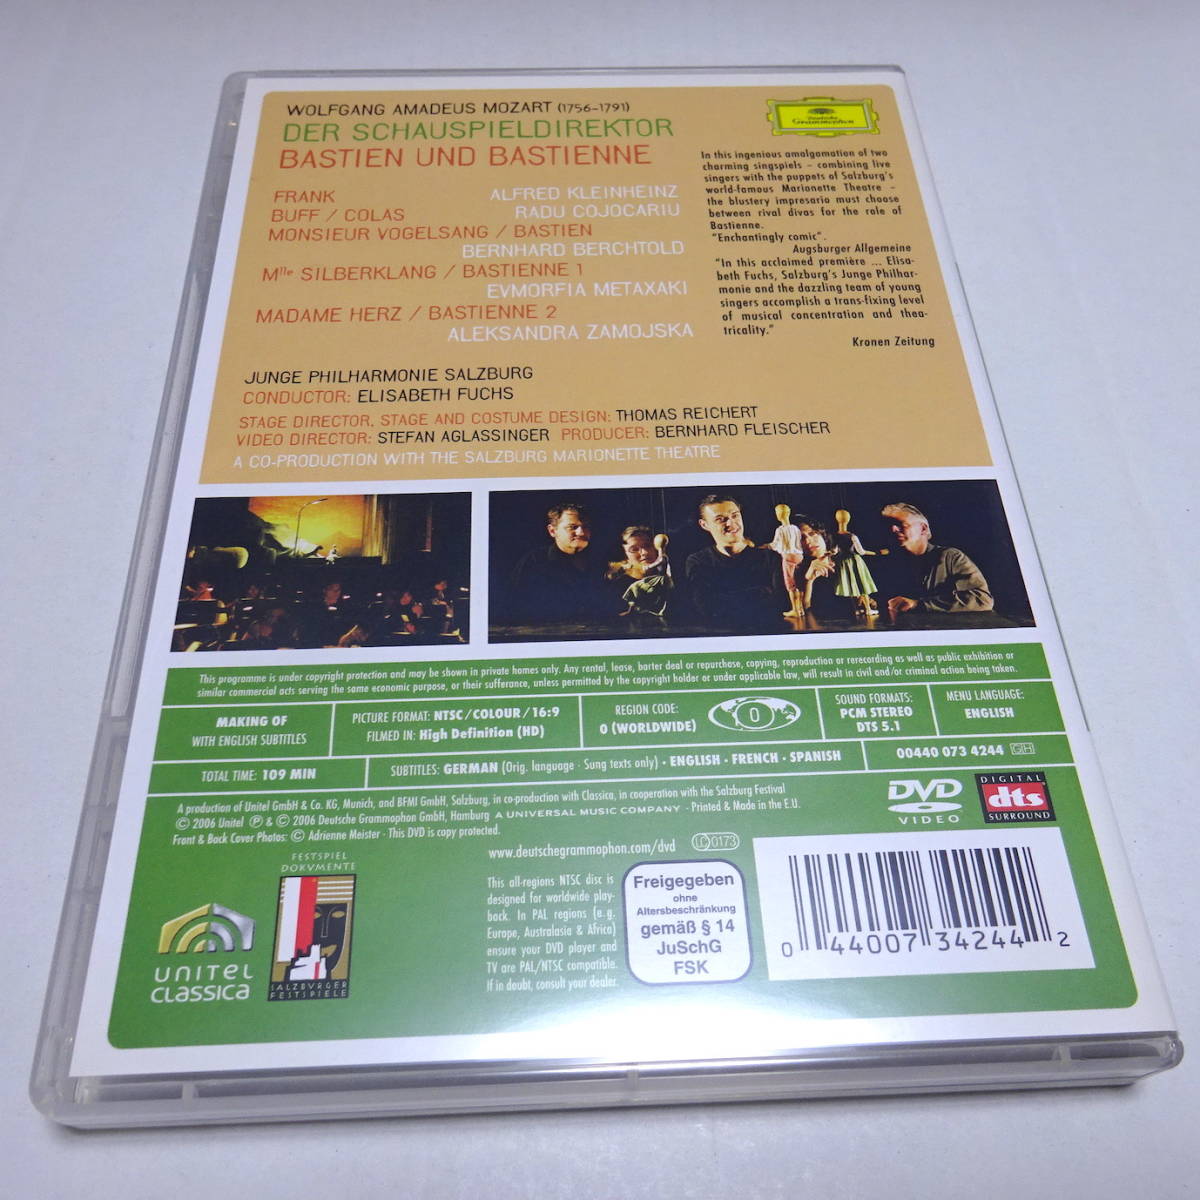 WOLFGANG AMADEUS MOZART (1756-1791)
DER SCHAUSPIELDIREKTOR
BASTIEN UND BASTIENNE
FRANK ALFRED KLEINHEINZ
BUFF / COLAS RADU COJOCARIU
MONSIEUR VOGELSANG / BASTIEN
BERNHARD BERCHTOLD
Mlle SILBERKLANG / BASTIENNE 1
EVMORFIA METAXAKI
MADAME HERZ / BASTIENNE 2
ALEKSANDRA ZAMOJSKA
JUNGE PHILHARMONIE SALZBURG
CONDUCTOR: ELISABETH FUCHS
STAGE DIRECTOR, STAGE AND COSTUME DESIGN: THOMAS REICHERT
VIDEO DIRECTOR: STEFAN AGLASSINGER PRODUCER: BERNHARD FLEISCHER
A CO-PRODUCTION WITH THE SALZBURG MARIONETTE THEATRE
Deutsche
Grammophon
In this ingenious amalgamation of two
charming singspiels – combining live
singers with the puppets of Salzburg's
world-famous Marionette Theatre –
the blustery impresario must choose
between rival divas for the role of
Bastienne.
"Enchantingly comic".
Augsburger Allgemeine
"In this acclaimed première ... Elisa-
beth Fuchs, Salzburg's Junge Philhar-
monie and the dazzling team of young
singers accomplish a trans-fixing level
of musical concentration and thea-
tricality."
Kronen Zeitung
This programme is under copyright protection and may be shown in private homes only. Any rental, lease, barter deal or repurchase, copying, reproduction or rerecording as well as public exhibition or
similar commercial acts serving the same economic purpose, or their sufferance, unless permitted by the copyright holder or under applicable law, will result in civil and/or criminal action being taken.
MAKING OF
WITH ENGLISH SUBTITLES
PICTURE FORMAT: NTSC/COLOUR/16:9
FILMED IN: High Definition (HD)
REGION CODE:
0 (WORLDWIDE)
0
SOUND FORMATS:
PCM STEREO
DTS 5.1
MENU LANGUAGE:
ENGLISH
TOTAL TIME: 109 MIN
SUBTITLES: GERMAN (Orig. language · Sung texts only) · ENGLISH · FRENCH · SPANISH
00440 073 4244 GH
A production of Unitel GmbH & Co. KG, Munich, and BFMI GmbH, Salzburg, in co-production with Classica, in cooperation with the Salzburg Festival
© 2006 Unitel ℗ & © 2006 Deutsche Grammophon GmbH, Hamburg A UNIVERSAL MUSIC COMPANY · Printed & Made in the E.U.
Front & Back Cover Photos: © Adrienne Meister · This DVD is copy protected.
DVD
VIDEO
DIGITAL
dts
SURROUND
www.deutschegrammophon.com/dvd LC 0173
FESTSPIEL
DOKUMENTE
SALZBURGER
FESTSPIELE
UNITEL
CLASSICA
This all-regions NTSC disc is
designed for worldwide play-
back. In PAL regions (e.g.
Europe, Australasia & Africa)
ensure your DVD player and
TV are PAL/NTSC compatible.
If in doubt, consult your dealer.
Freigegeben
ohne
Altersbeschränkung
gemäß § 14
JuSchG
FSK
0 44007 34244 2